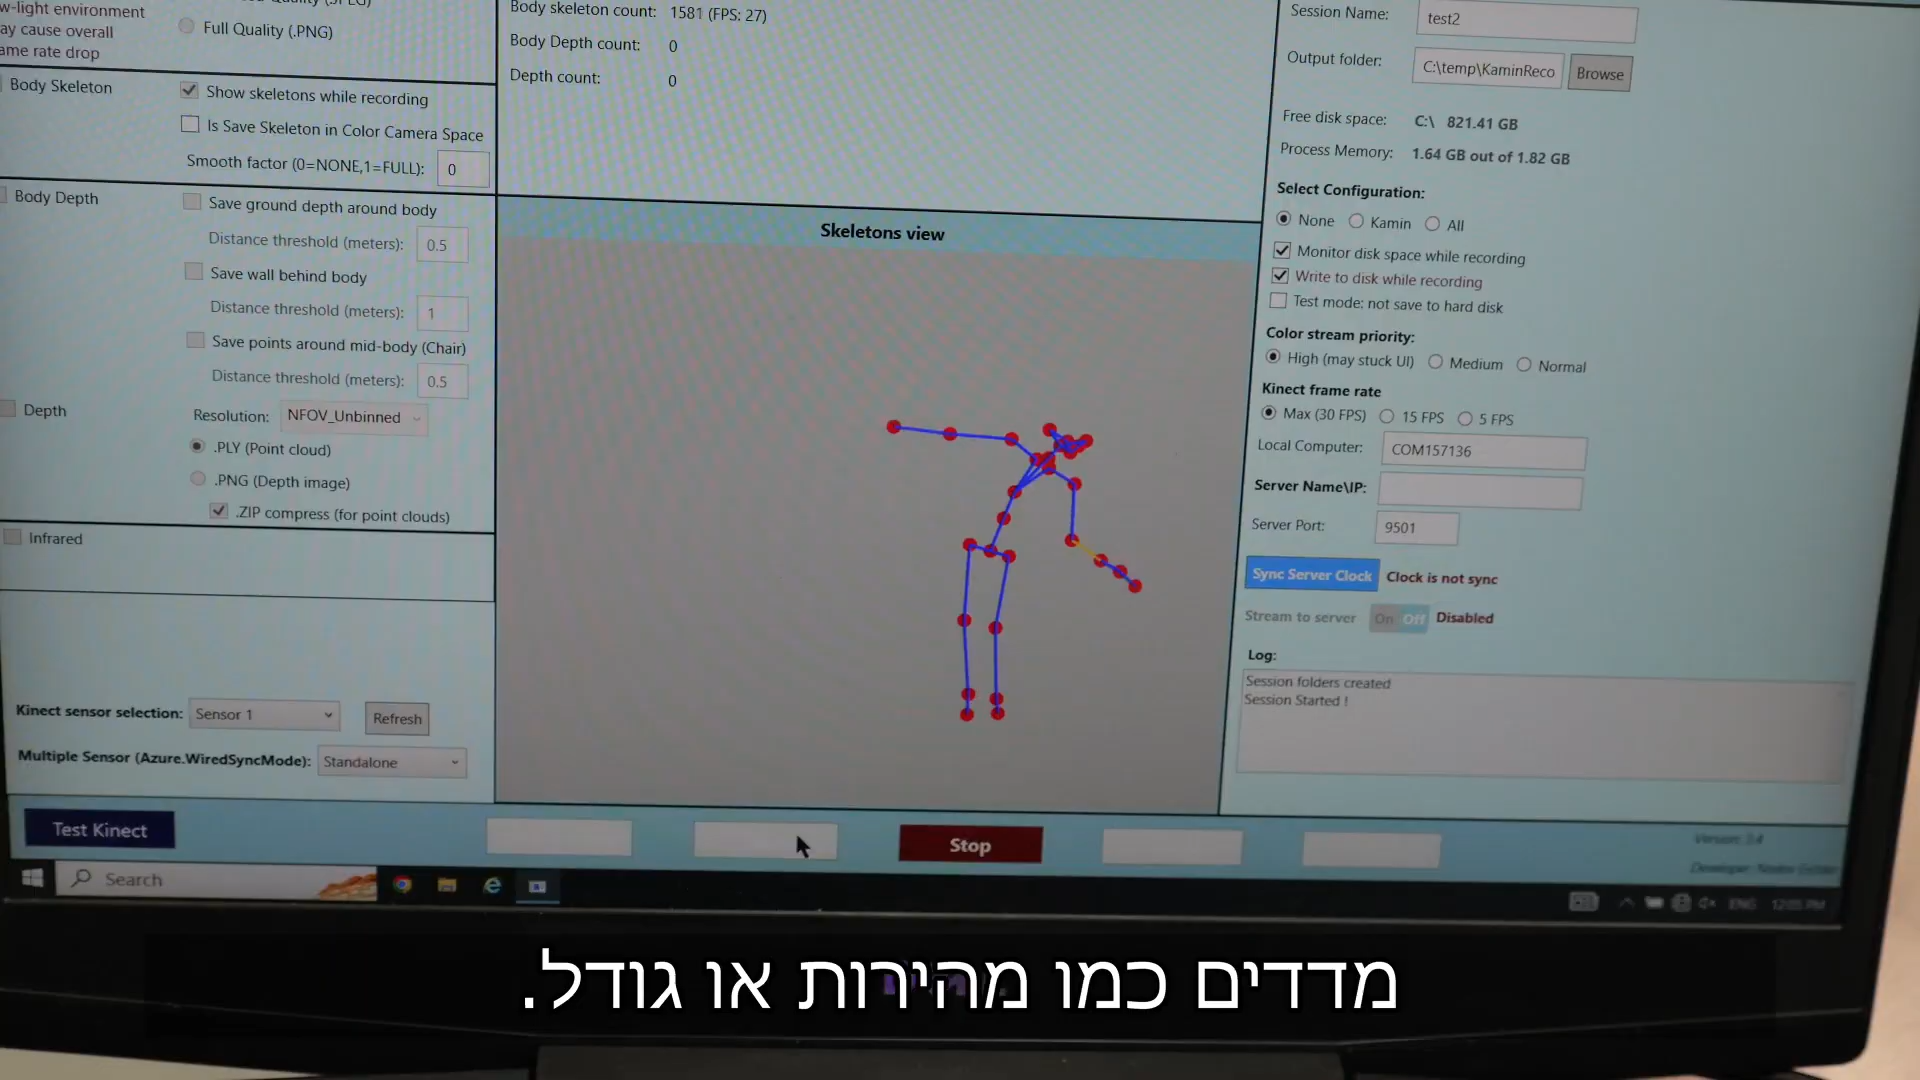 w-light environment
ay cause overall
ame rate drop
Full Quality (.PNG)
Body Skeleton
Show skeletons while recording
Is Save Skeleton in Color Camera Space
Smooth factor (0=NONE,1=FULL): 0
Body Depth
Save ground depth around body
Distance threshold (meters): 0.5
Save wall behind body
Distance threshold (meters): 1
Save points around mid-body (Chair)
Distance threshold (meters): 0.5
Depth
Resolution: NFOV_Unbinned
.PLY (Point cloud)
.PNG (Depth image)
.ZIP compress (for point clouds)
Infrared
Kinect sensor selection: Sensor 1 Refresh
Multiple Sensor (Azure.WiredSyncMode): Standalone
Test Kinect
Body skeleton count: 1581 (FPS: 27)
Body Depth count: 0
Depth count: 0
Skeletons view
Stop
Session Name: test2
Output folder: C:\temp\KaminReco Browse
Free disk space: C:\ 821.41 GB
Process Memory: 1.64 GB out of 1.82 GB
Select Configuration:
None Kamin All
Monitor disk space while recording
Write to disk while recording
Test mode: not save to hard disk
Color stream priority:
High (may stuck UI) Medium Normal
Kinect frame rate
Max (30 FPS) 15 FPS 5 FPS
Local Computer: COM157136
Server Name\IP:
Server Port: 9501
Sync Server Clock Clock is not sync
Stream to server On Off Disabled
Log:
Session folders created
Session Started !
Search
ENG 12:05 PM
מדדים כמו מהירות או גודל.